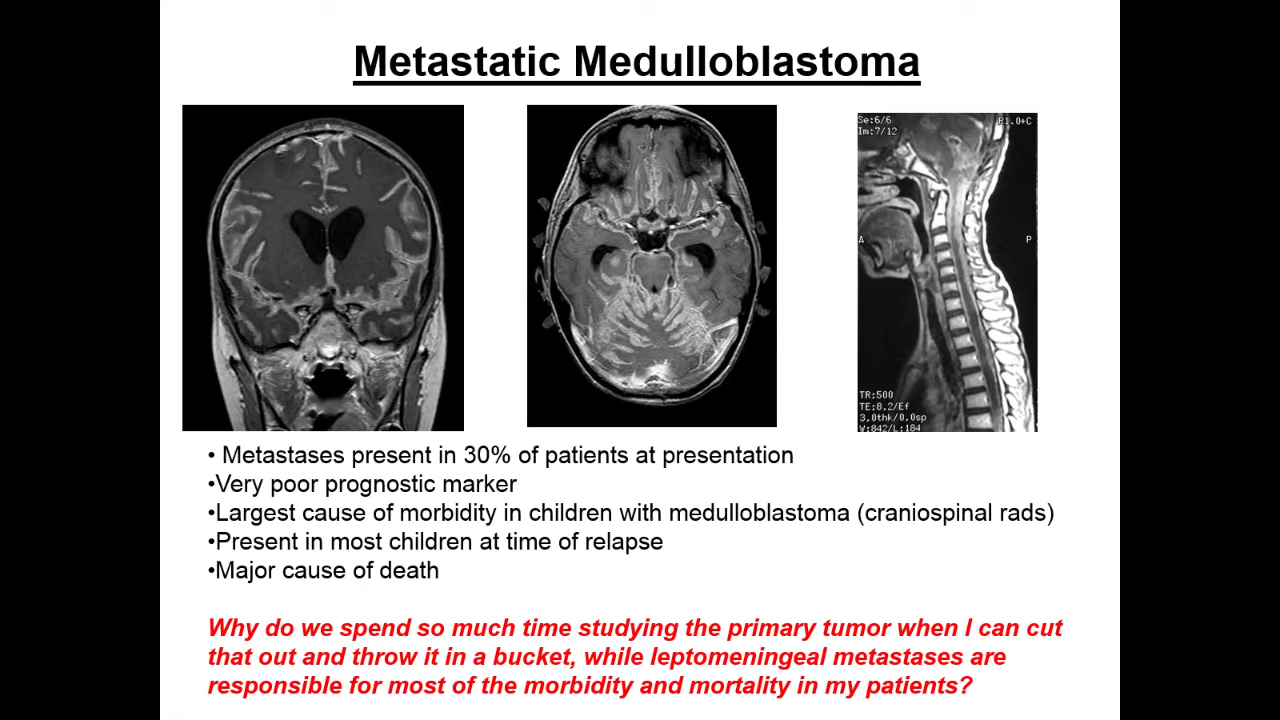 Metastatic Medulloblastoma
Se:6/6
Im:7/12
R1.0+C
A
P
TR:500
TE:8.2/Ef
3.0thk/0.0sp
W:842/L:184
• Metastases present in 30% of patients at presentation
•Very poor prognostic marker
•Largest cause of morbidity in children with medulloblastoma (craniospinal rads)
•Present in most children at time of relapse
•Major cause of death
Why do we spend so much time studying the primary tumor when I can cut
that out and throw it in a bucket, while leptomeningeal metastases are
responsible for most of the morbidity and mortality in my patients?